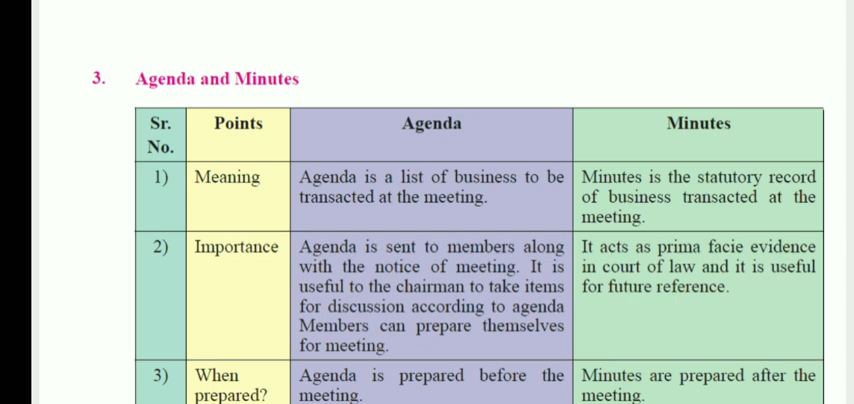 3. Agenda and Minutes
Sr. No.
Points
Agenda
Minutes
1)
Meaning
Agenda is a list of business to be
transacted at the meeting.
Minutes is the statutory record
of business transacted at the
meeting.
2)
Importance
Agenda is sent to members along
with the notice of meeting. It is
useful to the chairman to take items
for discussion according to agenda
Members can prepare themselves
for meeting.
It acts as prima facie evidence
in court of law and it is useful
for future reference.
3)
When
prepared?
Agenda is prepared before the
meeting.
Minutes are prepared after the
meeting.